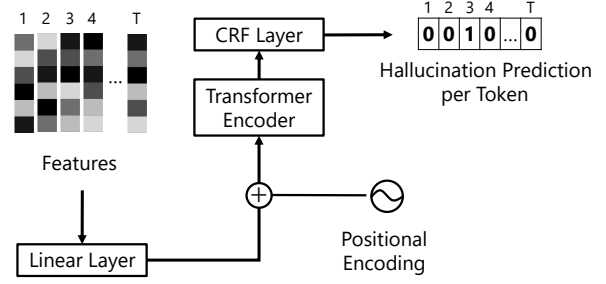 1 2 3 4 T
...
Features
Linear Layer
CRF Layer
Transformer
Encoder
+
Positional
Encoding
1 2 3 4 T
0 0 1 0 ... 0
Hallucination Prediction
per Token